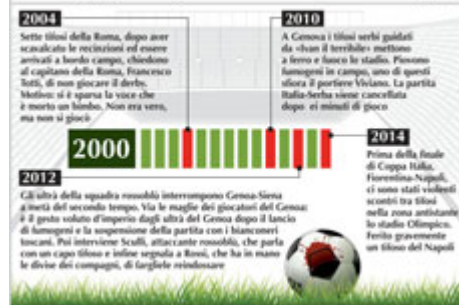 2004
Sette tifosi della Roma, dopo aver
scavalcato le recinzioni ed essere
arrivati a bordo campo, chiedono
al capitano della Roma, Francesco
Totti, di non giocare il derby.
Motivo: si è sparsa la voce che
è morto un bimbo. Non era vero,
ma non si giocò
2010
A Genova i tifosi serbi guidati
da «Ivan il terribile» mettono
a ferro e fuoco lo stadio. Piovono
fumogeni in campo, uno di questi
sfiora il portiere Viviano. La partita
Italia-Serbia viene cancellata
dopo ei minuti di gioco
2000
2012
Gli ultrà della squadra rossoblù interrompono Genoa-Siena
a metà del secondo tempo. Via le maglie dei giocatori del Genoa:
è il gesto voluto d'imperio dagli ultrà del Genoa dopo il lancio
di fumogeni e la sospensione della partita con i bianconeri
toscani. Poi interviene Sculli, attaccante rossoblù, che parla
con un capo tifoso e infine segnala a Rossi, che ha in mano
le divise dei compagni, di fargliele reindossare
2014
Prima della finale
di Coppa Italia,
Fiorentina-Napoli,
ci sono stati violenti
scontri tra tifosi
nella zona antistante
lo stadio Olimpico.
Ferito gravemente
un tifoso del Napoli